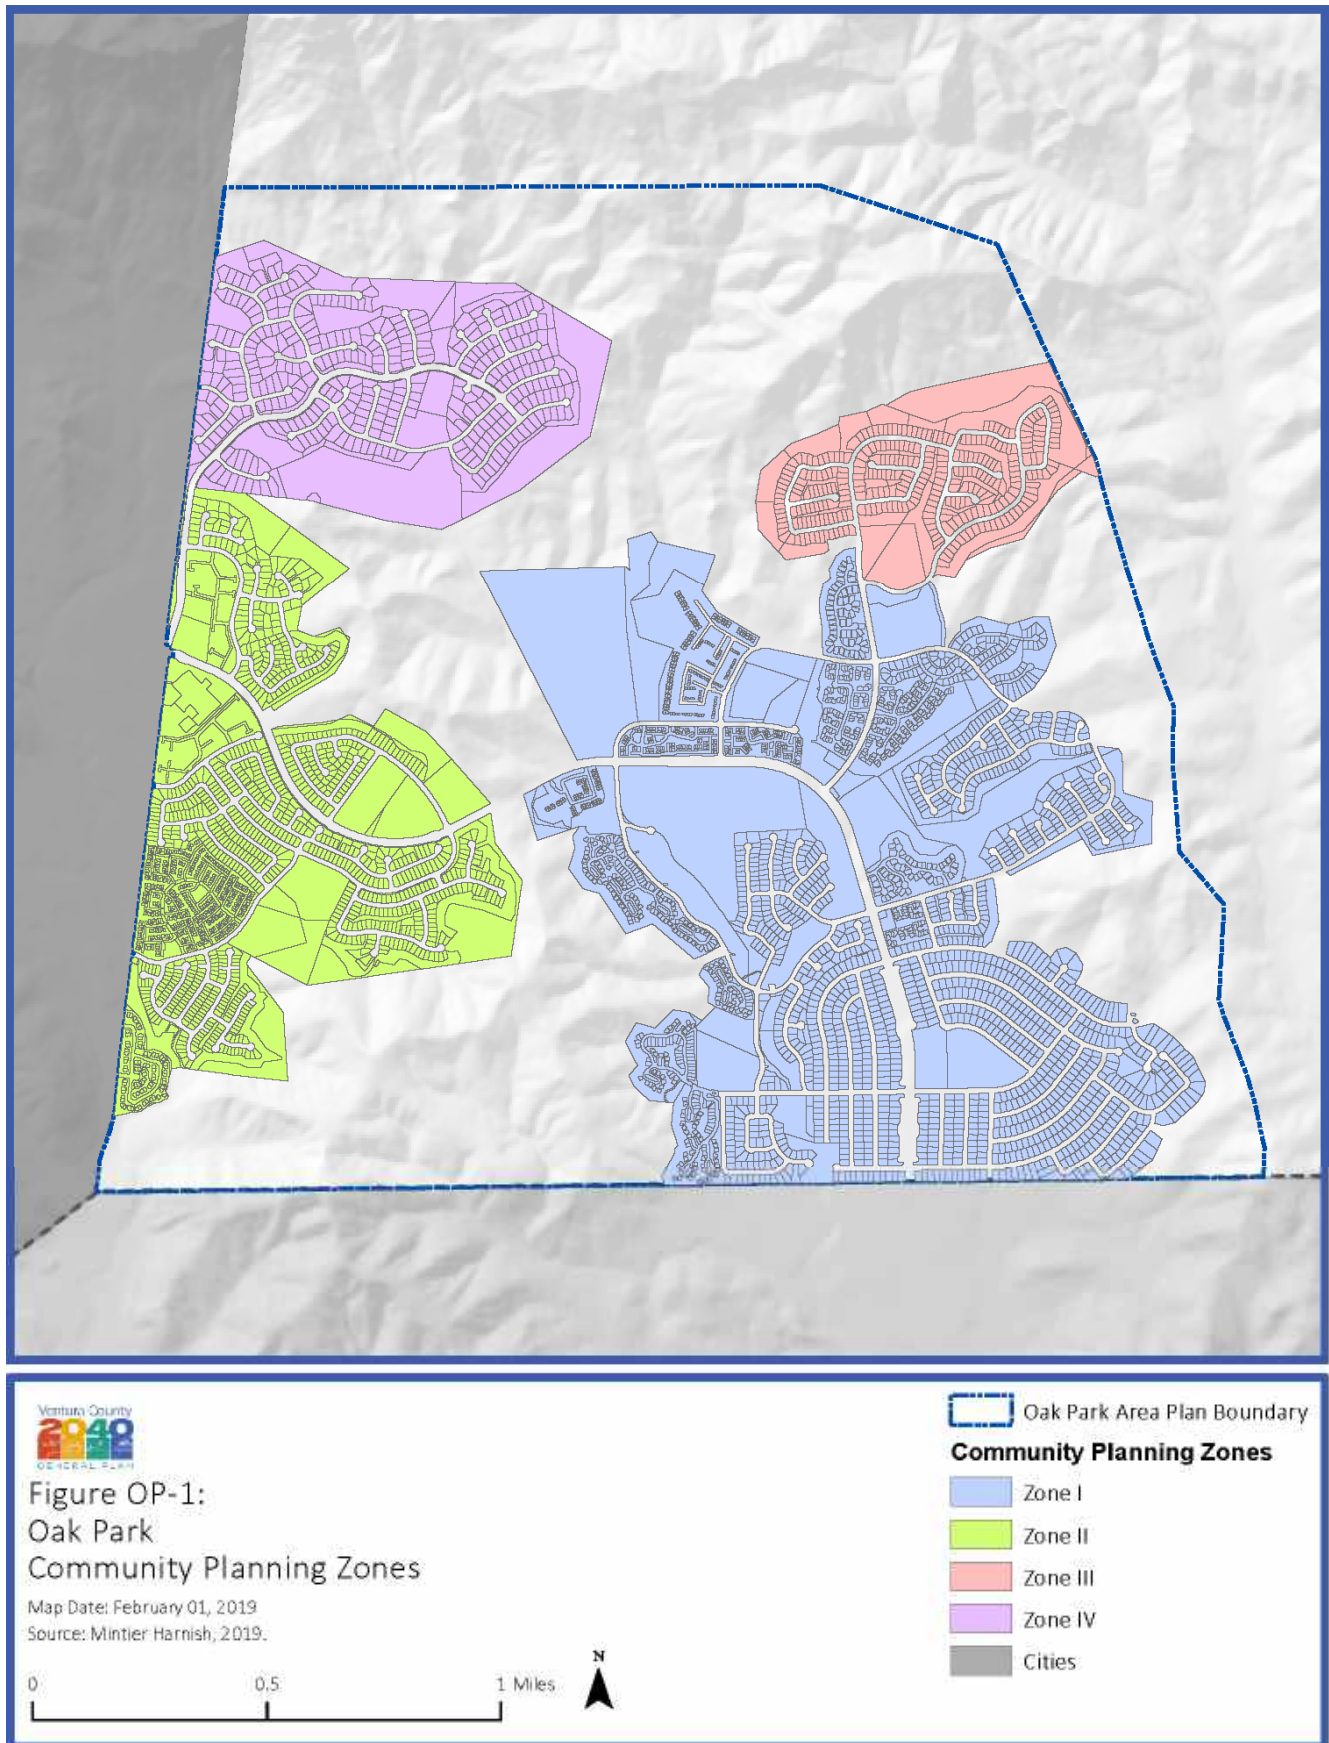 Ventura County
2040
GENERAL PLAN
Figure OP-1:
Oak Park
Community Planning Zones
Map Date: February 01, 2019
Source: Mintier Harnish, 2019.
0 0.5 1 Miles
N
Oak Park Area Plan Boundary
Community Planning Zones
Zone I
Zone II
Zone III
Zone IV
Cities